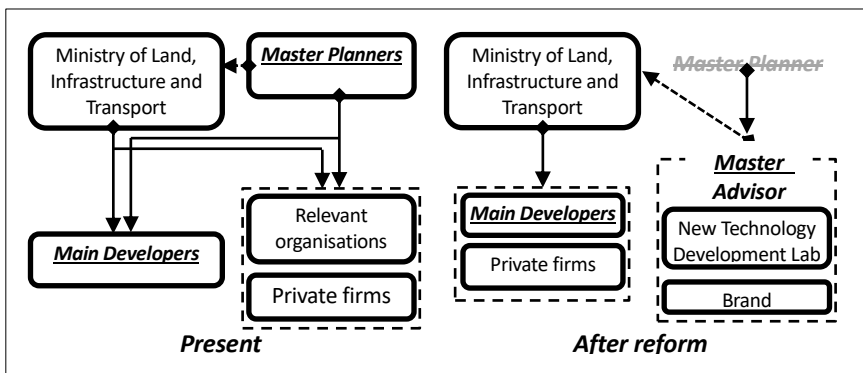 Ministry of Land,
Infrastructure and
Transport
Master Planners
Relevant
organisations
Main Developers
Private firms
Present
Ministry of Land,
Infrastructure and
Transport
Master Planner
Master
Advisor
Main Developers
Private firms
New Technology
Development Lab
Brand
After reform